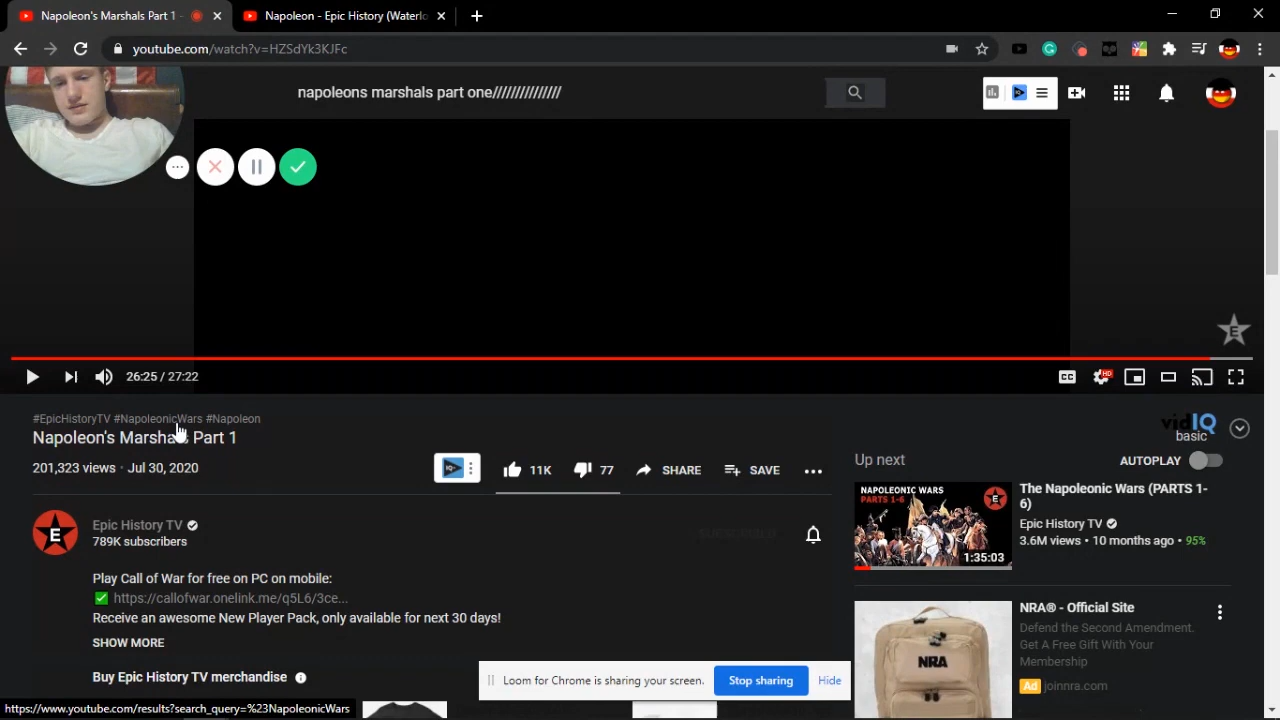 Napoleon's Marshals Part 1 -
Napoleon - Epic History (Waterlo
youtube.com/watch?v=HZSdYk3KJFc
napoleons marshals part one//////////////
26:25 / 27:22
CC
HD
E
#EpicHistoryTV #NapoleonicWars #Napoleon
Napoleon's Marshals Part 1
201,323 views · Jul 30, 2020
11K
77
SHARE
SAVE
vidIQ
basic
Up next
AUTOPLAY
E
Epic History TV
789K subscribers
SUBSCRIBED
Play Call of War for free on PC on mobile:
https://callofwar.onelink.me/q5L6/3ce...
Receive an awesome New Player Pack, only available for next 30 days!
SHOW MORE
Buy Epic History TV merchandise
NAPOLEONIC WARS
PARTS 1-6
1:35:03
The Napoleonic Wars (PARTS 1-
6)
Epic History TV
3.6M views · 10 months ago · 95%
NRA
NRA® - Official Site
Defend the Second Amendment.
Get A Free Gift With Your
Membership
Ad joinnra.com
Loom for Chrome is sharing your screen.
Stop sharing
Hide
https://www.youtube.com/results?search_query=%23NapoleonicWars